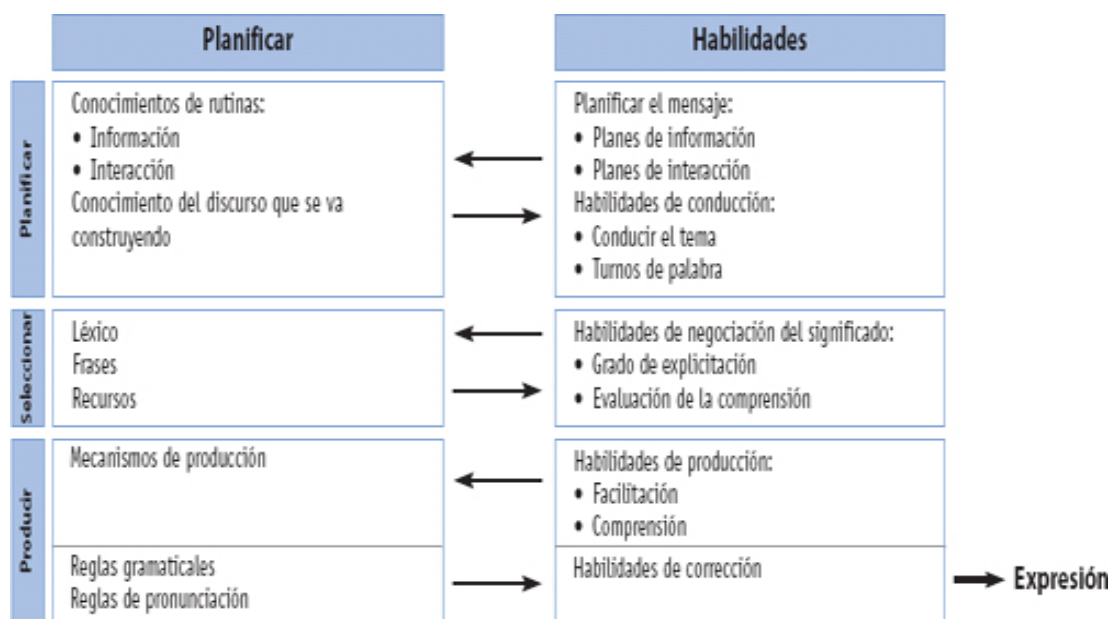 Planificar
Habilidades
Planificar
Conocimientos de rutinas:
• Información
• Interacción
Conocimiento del discurso que se va
construyendo
Planificar el mensaje:
• Planes de información
• Planes de interacción
Habilidades de conducción:
• Conducir el tema
• Turnos de palabra
Seleccionar
Léxico
Frases
Recursos
Habilidades de negociación del significado:
• Grado de explicitación
• Evaluación de la comprensión
Producir
Mecanismos de producción
Habilidades de producción:
• Facilitación
• Comprensión
Reglas gramaticales
Reglas de pronunciación
Habilidades de corrección
Expresión